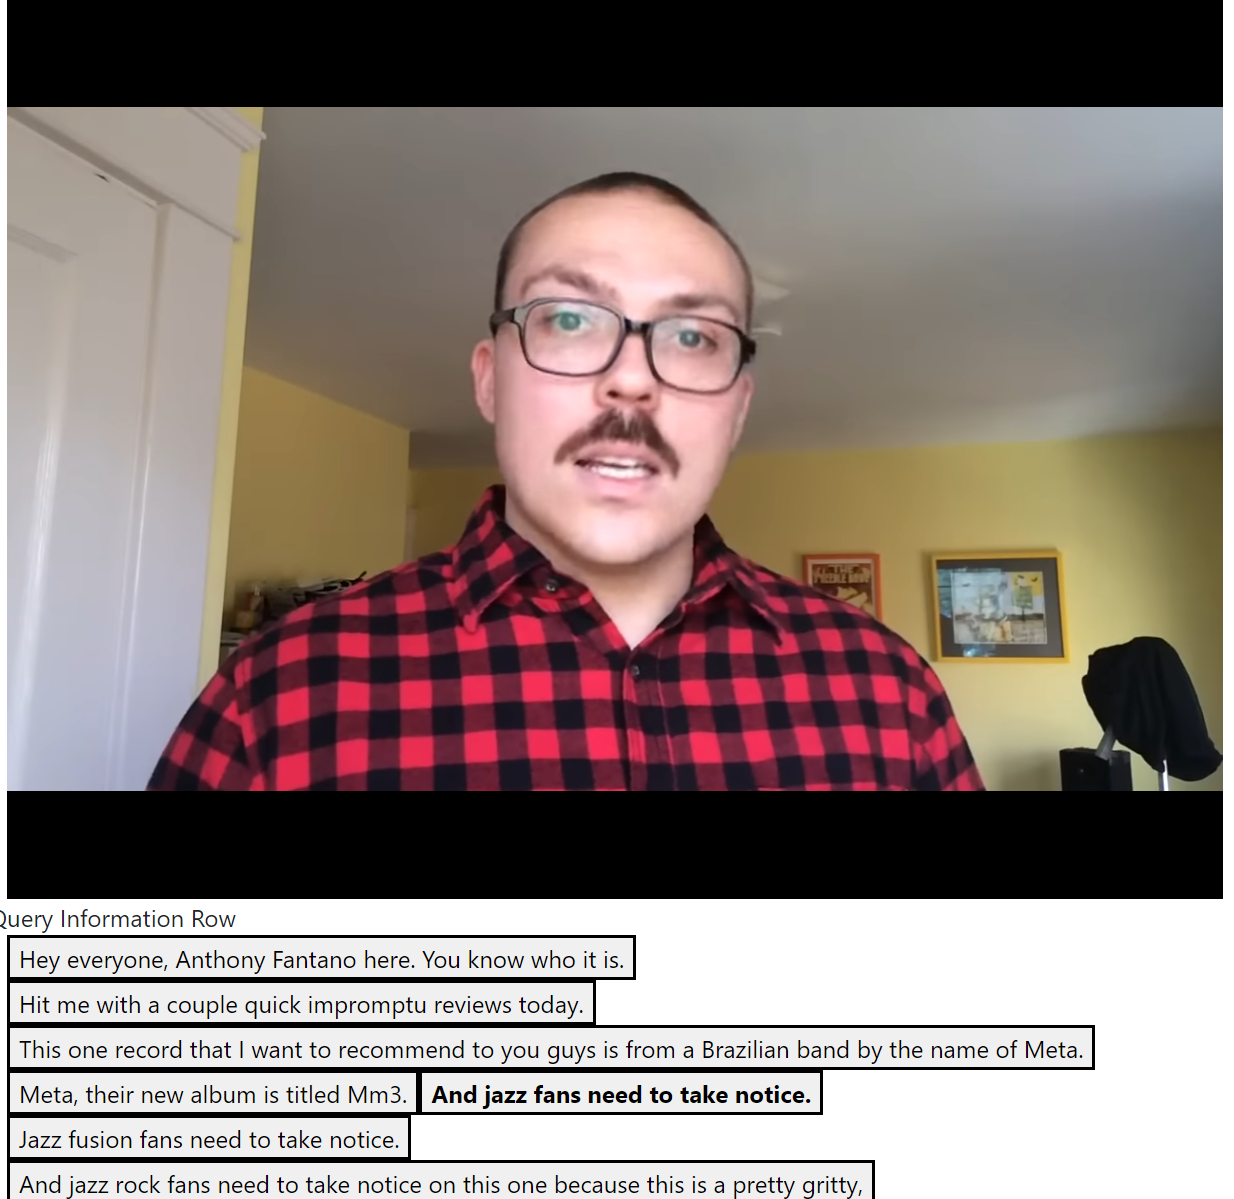 Query Information Row
Hey everyone, Anthony Fantano here. You know who it is.
Hit me with a couple quick impromptu reviews today.
This one record that I want to recommend to you guys is from a Brazilian band by the name of Meta.
Meta, their new album is titled Mm3. And jazz fans need to take notice.
Jazz fusion fans need to take notice.
And jazz rock fans need to take notice on this one because this is a pretty gritty,